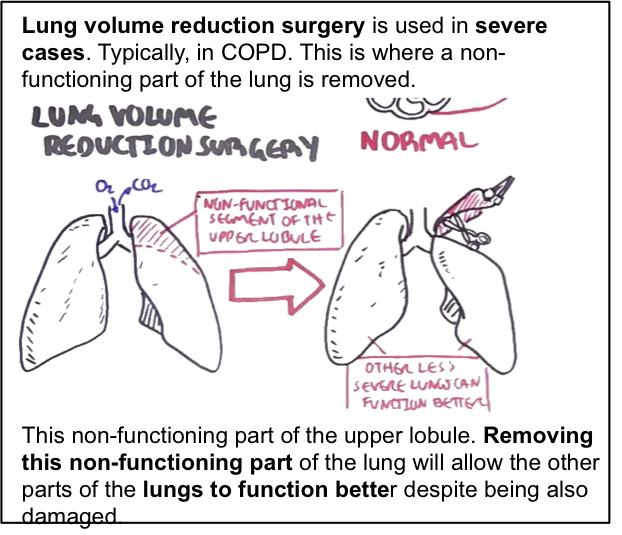 Lung volume reduction surgery is used in severe
cases. Typically, in COPD. This is where a non-
functioning part of the lung is removed.
LUNG VOLUME
REDUCTION SURGERY
NORMAL
O2 CO2
NON-FUNCTIONAL
SEGMENT OF THE
UPPER LOBULE
OTHER LESS
SEVERE LUNGS CAN
FUNCTION BETTER
This non-functioning part of the upper lobule. Removing
this non-functioning part of the lung will allow the other
parts of the lungs to function better despite being also
damaged.